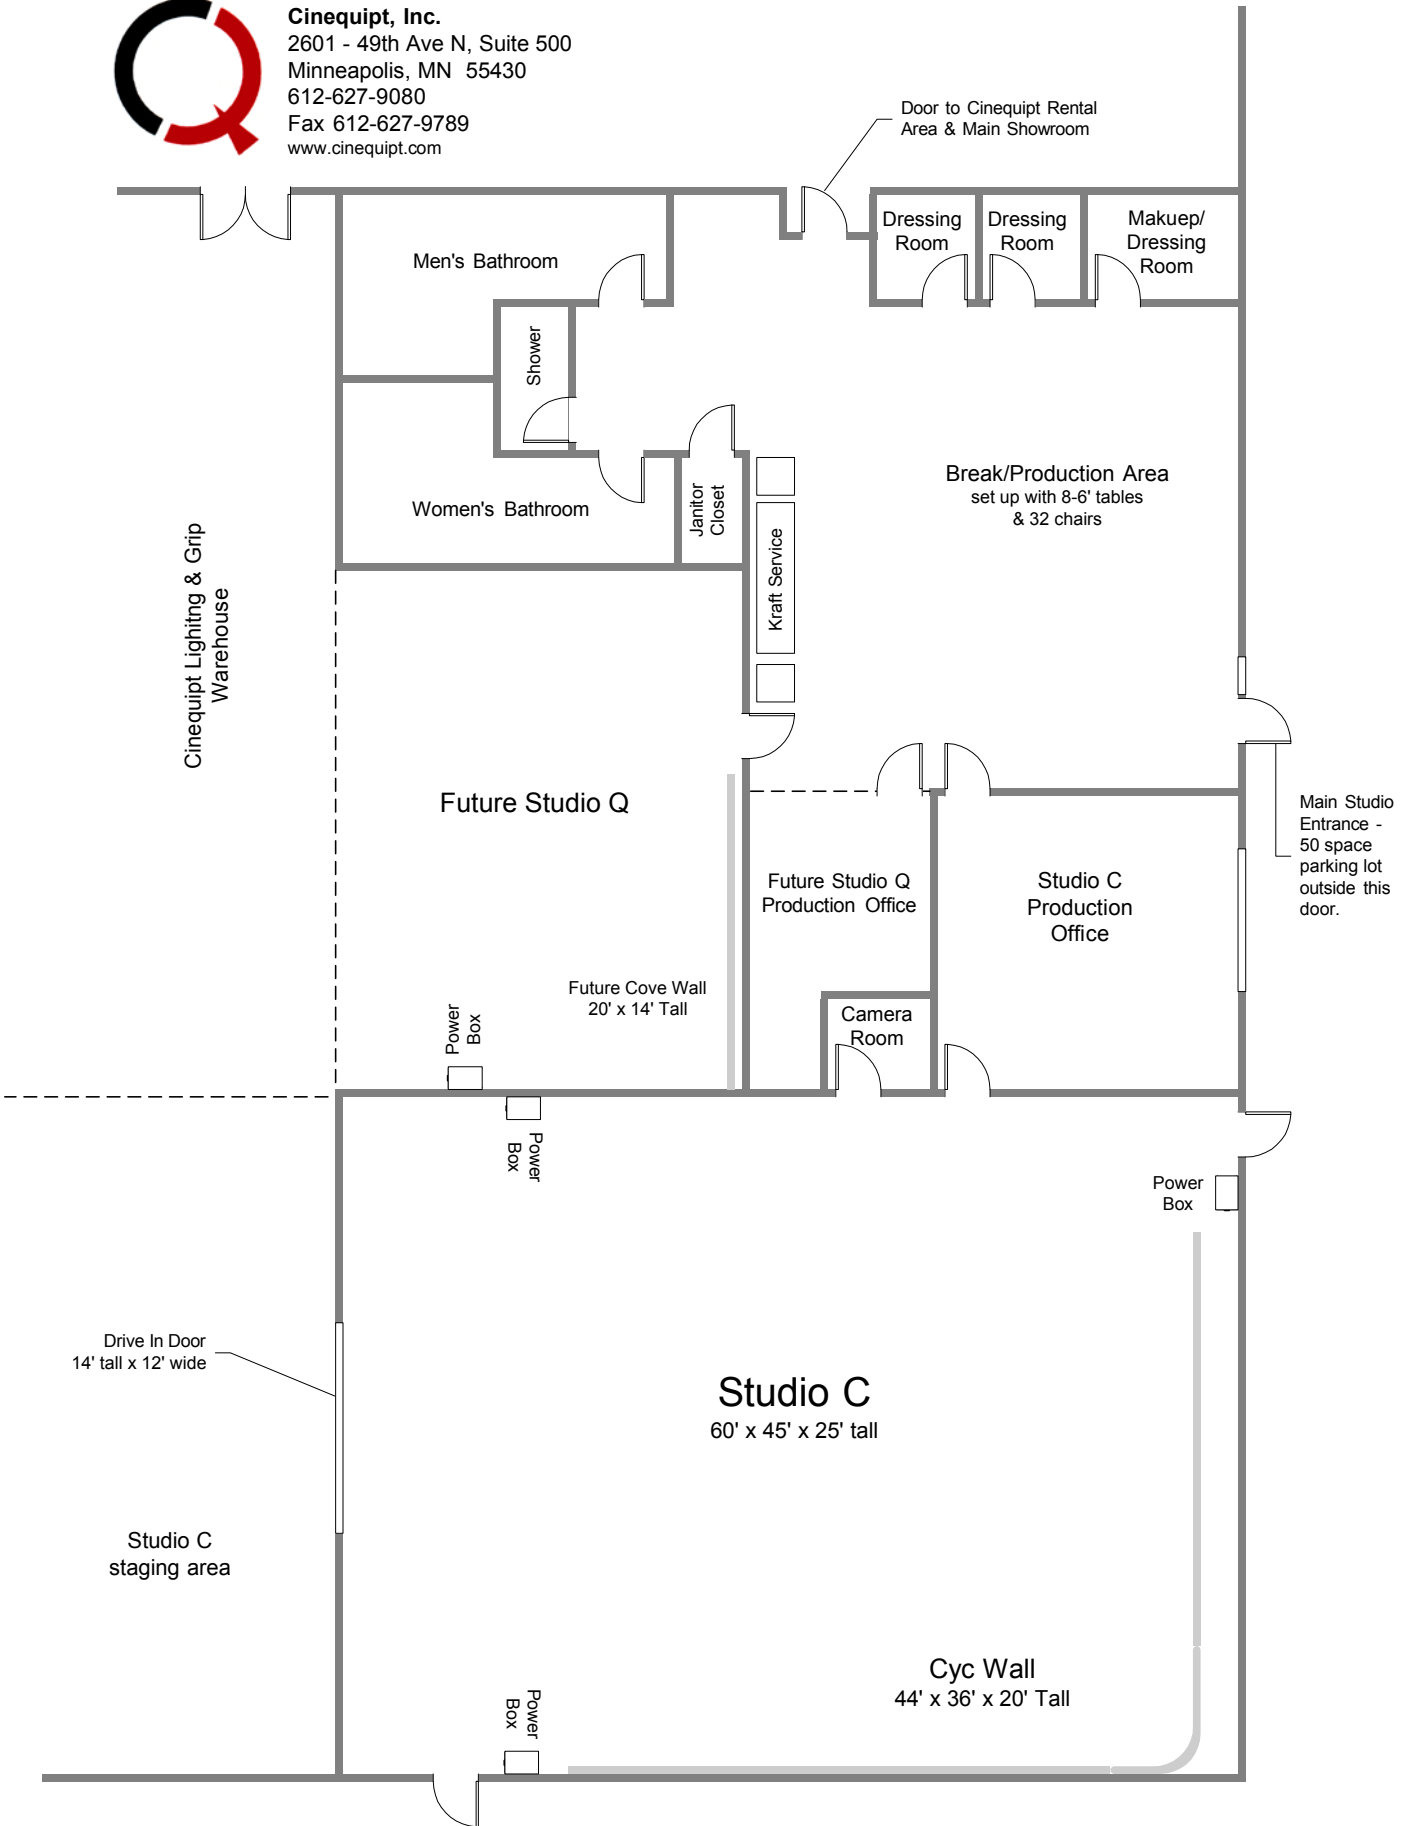 Cinequipt, Inc.
2601 - 49th Ave N, Suite 500
Minneapolis, MN 55430
612-627-9080
Fax 612-627-9789
www.cinequipt.com
Door to Cinequipt Rental
Area & Main Showroom
Men's Bathroom
Dressing
Room
Dressing
Room
Makuep/
Dressing
Room
Shower
Women's Bathroom
Janitor
Closet
Kraft Service
Break/Production Area
set up with 8-6' tables
& 32 chairs
Cinequipt Lighitng & Grip
Warehouse
Future Studio Q
Main Studio
Entrance -
50 space
parking lot
outside this
door.
Future Studio Q
Production Office
Studio C
Production
Office
Future Cove Wall
20' x 14' Tall
Camera
Room
Power
Box
Power
Box
Power
Box
Drive In Door
14' tall x 12' wide
Studio C
60' x 45' x 25' tall
Studio C
staging area
Cyc Wall
44' x 36' x 20' Tall
Power
Box